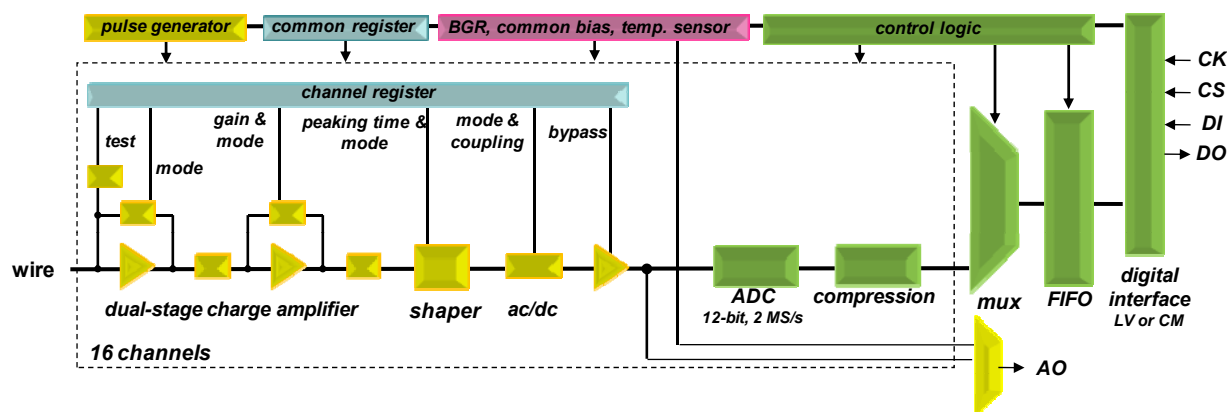 pulse generator
common register
BGR, common bias, temp. sensor
control logic
CK
CS
DI
DO
channel register
test
mode
gain &
mode
peaking time &
mode
mode &
coupling
bypass
wire
dual-stage charge amplifier
shaper
ac/dc
ADC
12-bit, 2 MS/s
compression
mux
FIFO
digital
interface
LV or CM
16 channels
AO